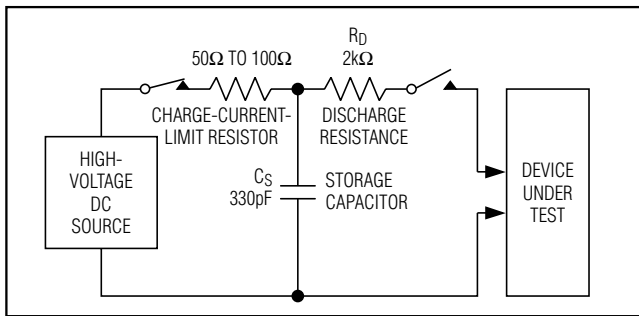 50Ω TO 100Ω
CHARGE-CURRENT-
LIMIT RESISTOR
R_D
2kΩ
DISCHARGE
RESISTANCE
HIGH-
VOLTAGE
DC
SOURCE
C_S
330pF
STORAGE
CAPACITOR
DEVICE
UNDER
TEST